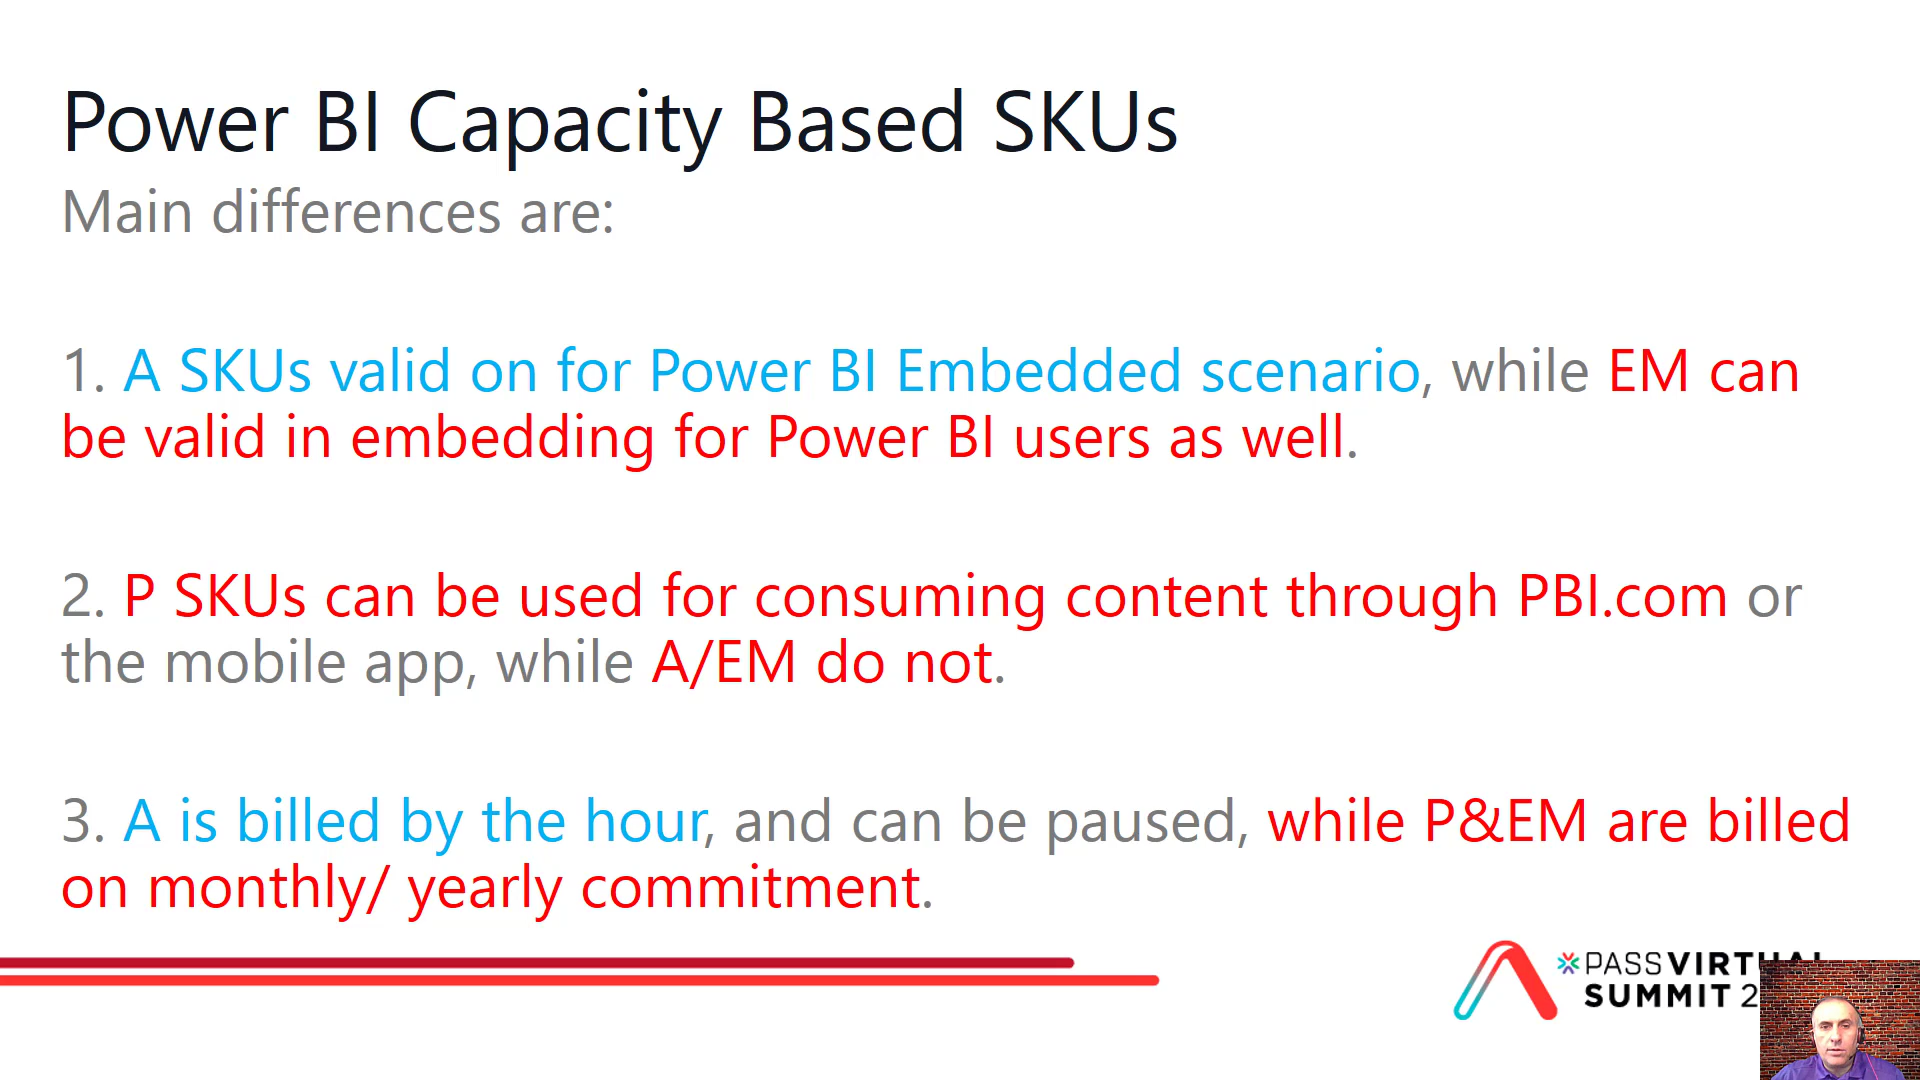 Power BI Capacity Based SKUs
Main differences are:
1. A SKUs valid on for Power BI Embedded scenario, while EM can
be valid in embedding for Power BI users as well.
2. P SKUs can be used for consuming content through PBI.com or
the mobile app, while A/EM do not.
3. A is billed by the hour, and can be paused, while P&EM are billed
on monthly/ yearly commitment.
PASS VIRTUAL
SUMMIT 2